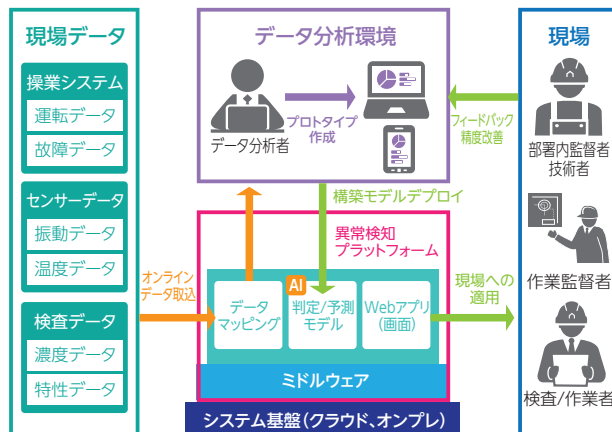 現場データ
操業システム
運転データ
故障データ
センサーデータ
振動データ
温度データ
検査データ
濃度データ
特性データ
オンライン
データ取込
データ分析環境
データ分析者
プロトタイプ
作成
構築モデルデプロイ
フィードバック
精度改善
異常検知
プラットフォーム
データ
マッピング
AI
判定/予測
モデル
Webアプリ
(画面)
ミドルウェア
システム基盤(クラウド、オンプレ)
現場への
適用
現場
部署内監督者
技術者
作業監督者
検査/作業者